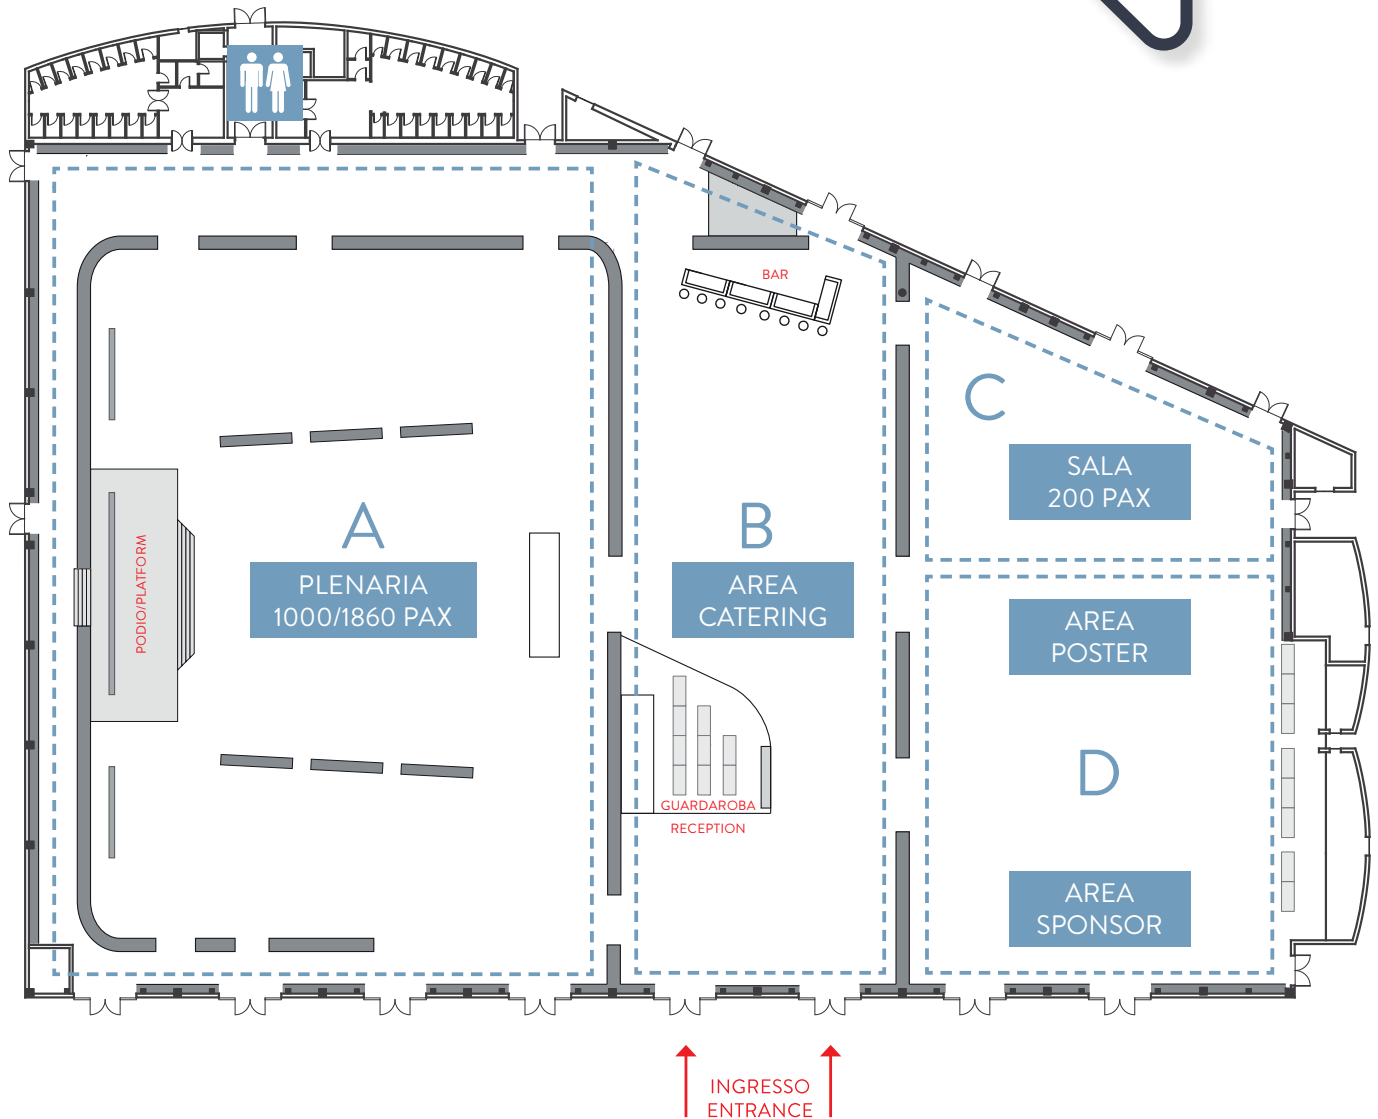 BAR
C
SALA
200 PAX
A
PLENARIA
1000/1860 PAX
PODIO/PLATFORM
B
AREA
CATERING
AREA
POSTER
D
GUARDAROBA
RECEPTION
AREA
SPONSOR
INGRESSO
ENTRANCE